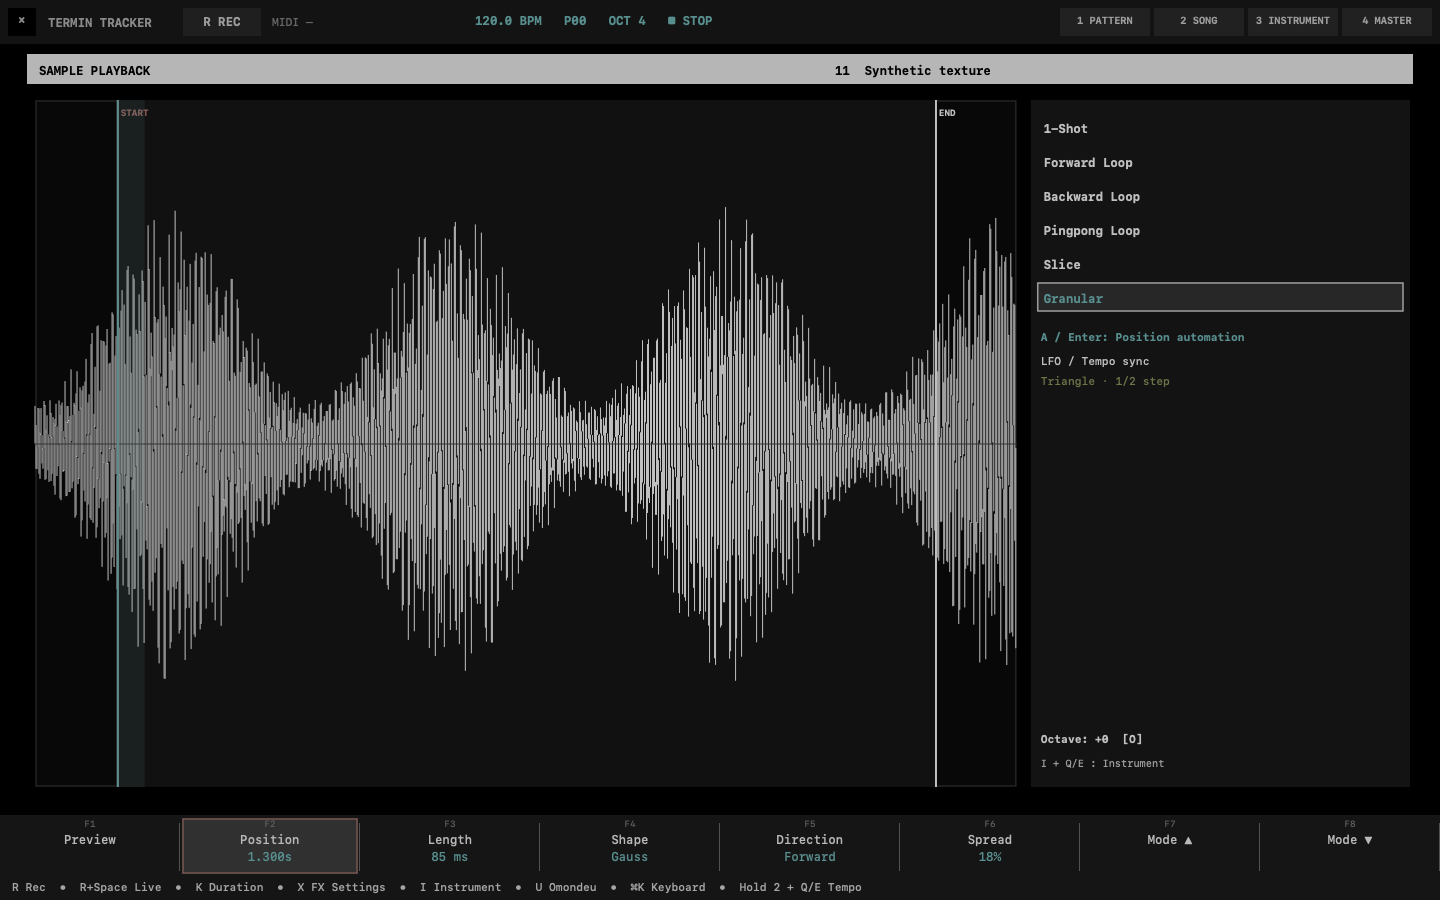 × TERMIN TRACKER R REC MIDI — 120.0 BPM P00 OCT 4 STOP 1 PATTERN 2 SONG 3 INSTRUMENT 4 MASTER
SAMPLE PLAYBACK 11 Synthetic texture
START END
1-Shot
Forward Loop
Backward Loop
Pingpong Loop
Slice
Granular
A / Enter: Position automation
LFO / Tempo sync
Triangle · 1/2 step
Octave: +0 [O]
I + Q/E : Instrument
F1 F2 F3 F4 F5 F6 F7 F8
Preview Position Length Shape Direction Spread Mode ▲ Mode ▼
1.300s 85 ms Gauss Forward 18%
R Rec • R+Space Live • K Duration • X FX Settings • I Instrument • U Omondeu • ⌘K Keyboard • Hold 2 + Q/E Tempo